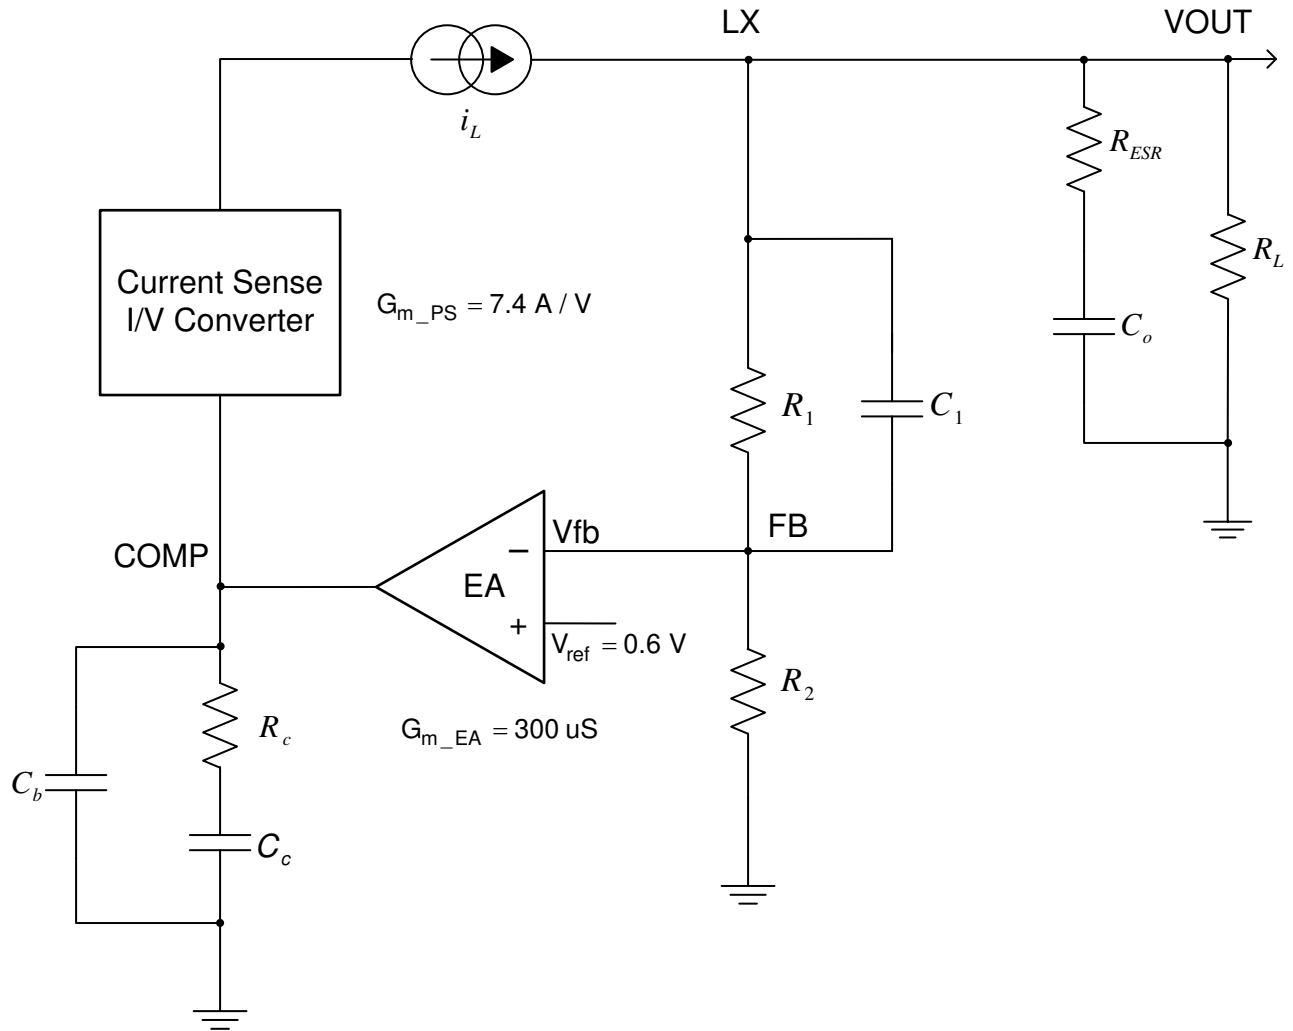 LX
VOUT
i_L
R_ESR
Current Sense
I/V Converter
G_m_PS = 7.4 A / V
R_L
C_o
R_1
C_1
Vfb
FB
COMP
−
EA
+
V_ref = 0.6 V
R_2
R_c
G_m_EA = 300 uS
C_b
C_c